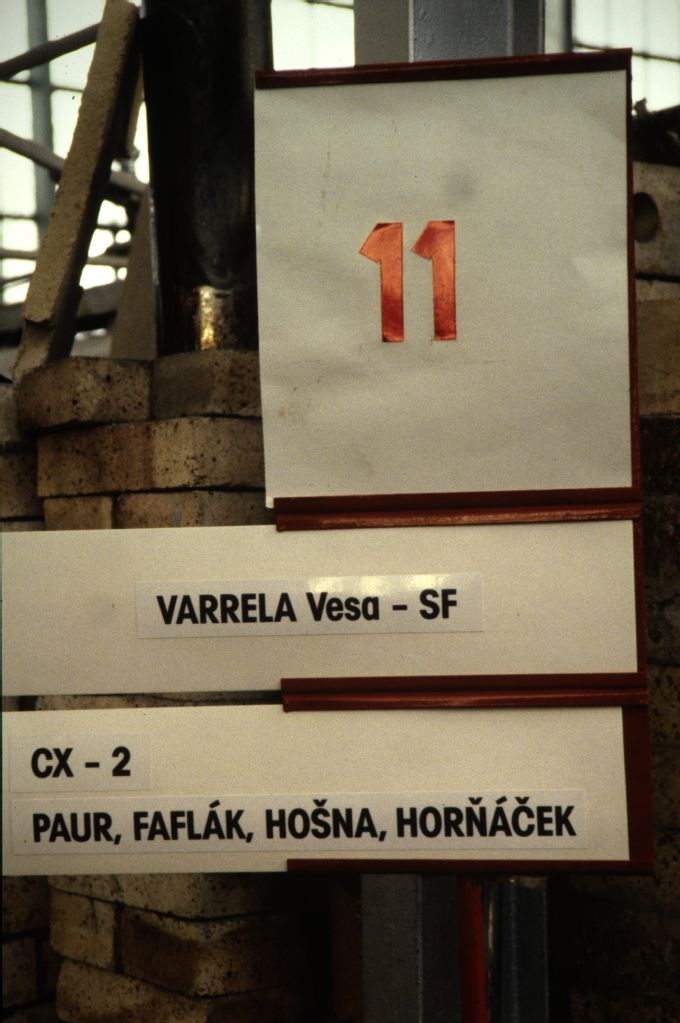 11
VARRELA Vesa – SF
CX – 2
PAUR, FAFLÁK, HOŠNA, HORŇÁČEK